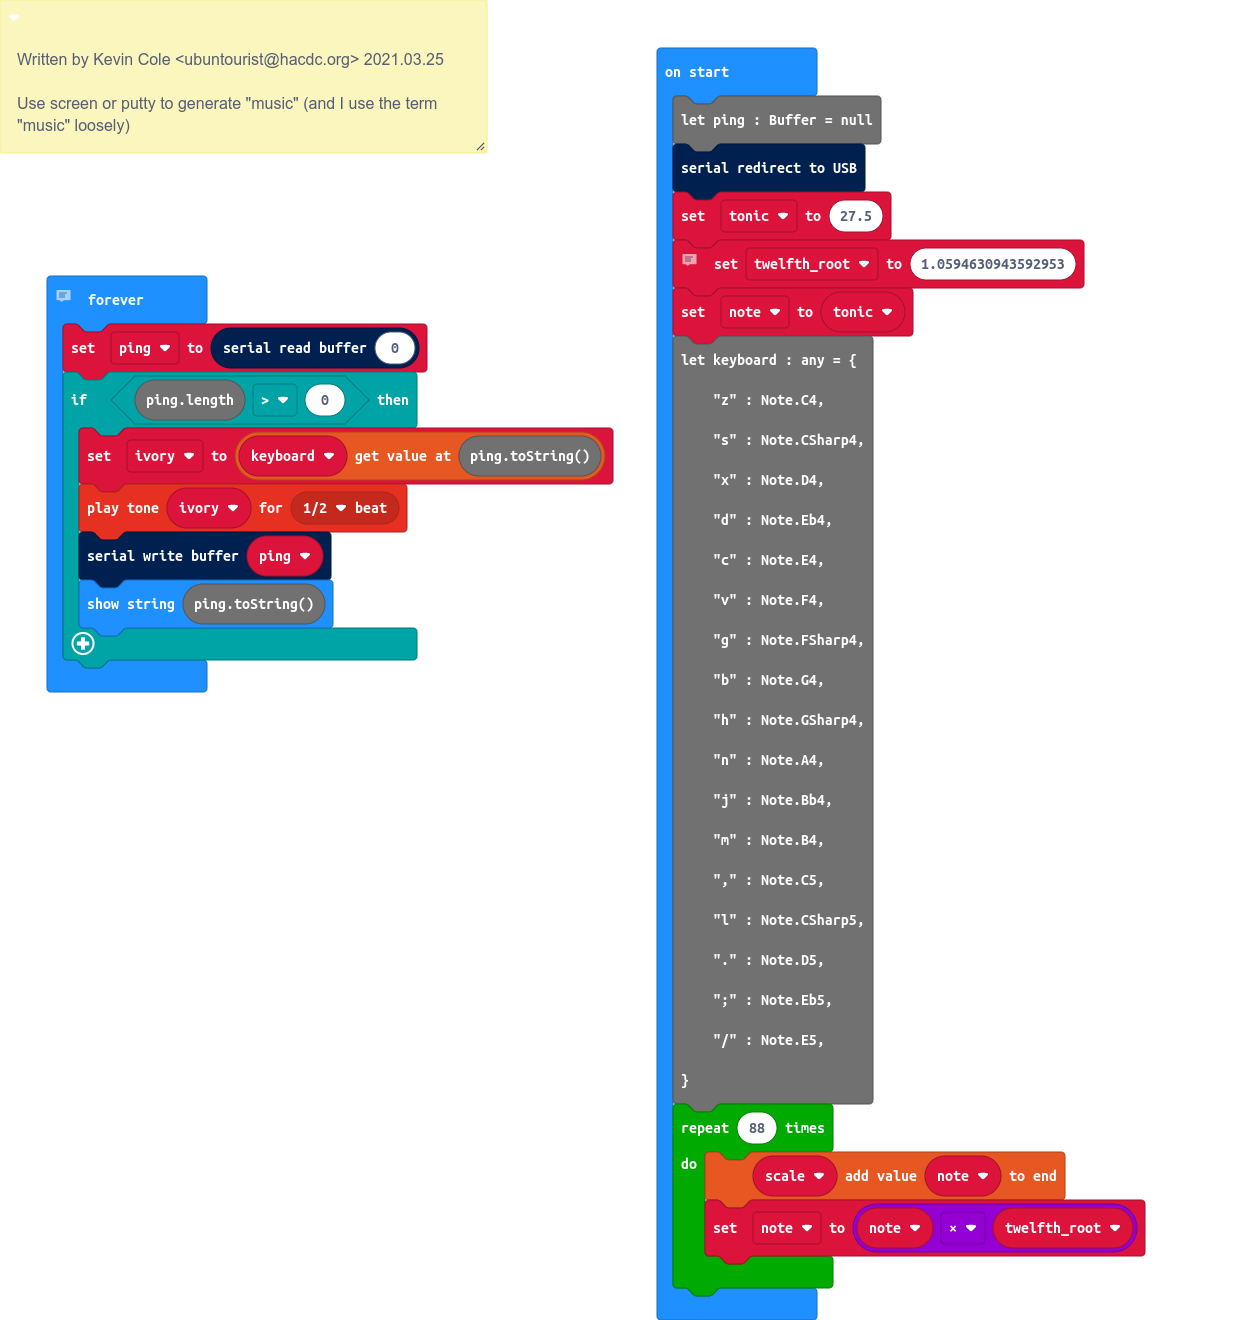 Written by Kevin Cole <ubuntourist@hacdc.org> 2021.03.25
Use screen or putty to generate "music" (and I use the term
"music" loosely)
forever
set ping to serial read buffer 0
if ping.length > 0 then
set ivory to keyboard get value at ping.toString()
play tone ivory for 1/2 beat
serial write buffer ping
show string ping.toString()
on start
let ping : Buffer = null
serial redirect to USB
set tonic to 27.5
set twelfth_root to 1.0594630943592953
set note to tonic
let keyboard : any = {
"z" : Note.C4,
"s" : Note.CSharp4,
"x" : Note.D4,
"d" : Note.Eb4,
"c" : Note.E4,
"v" : Note.F4,
"g" : Note.FSharp4,
"b" : Note.G4,
"h" : Note.GSharp4,
"n" : Note.A4,
"j" : Note.Bb4,
"m" : Note.B4,
"," : Note.C5,
"l" : Note.CSharp5,
"." : Note.D5,
";" : Note.Eb5,
"/" : Note.E5,
}
repeat 88 times
do
scale add value note to end
set note to note × twelfth_root